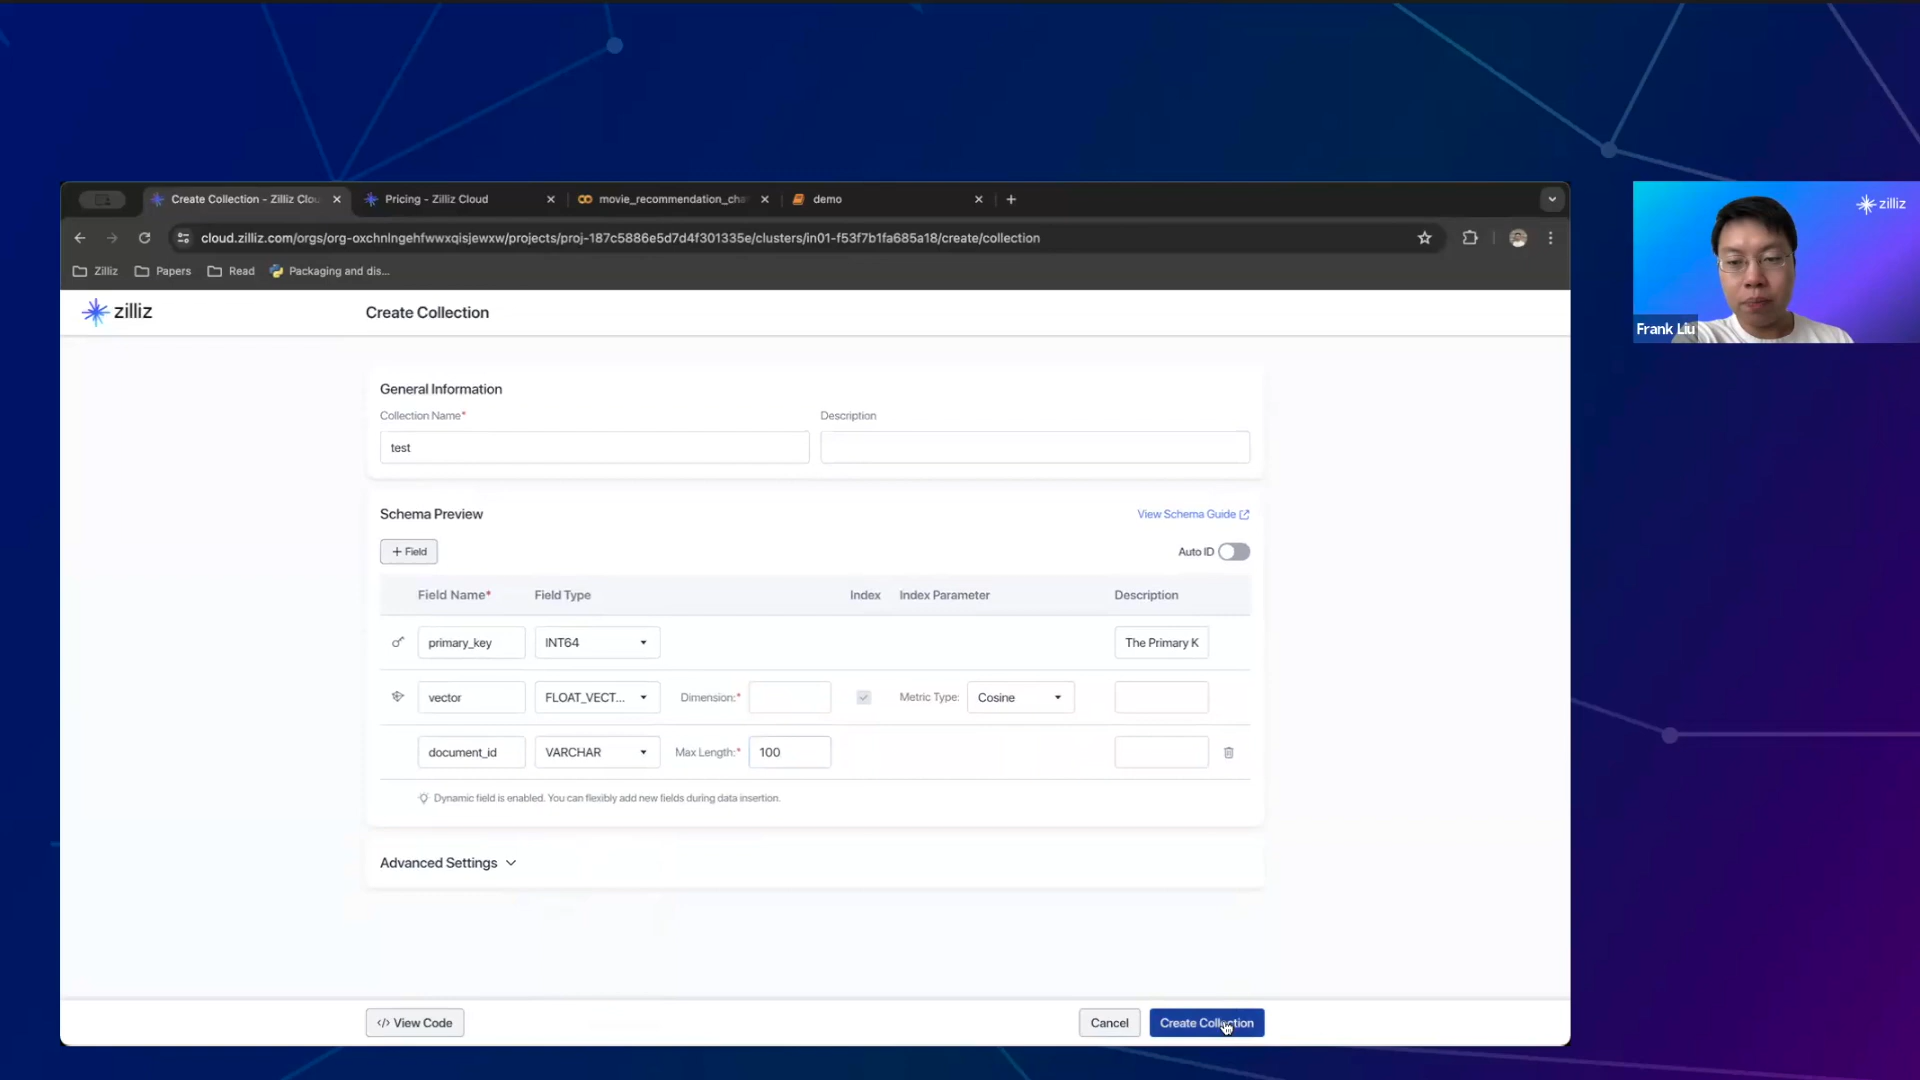 Create Collection - Zilliz Clou
Pricing - Zilliz Cloud
movie_recommendation_cha
demo
cloud.zilliz.com/orgs/org-oxchnlngehfwwxqisjewxw/projects/proj-187c5886e5d7d4f301335e/clusters/in01-f53f7b1fa685a18/create/collection
Zilliz
Papers
Read
Packaging and dis...
zilliz
Frank Liu
zilliz
Create Collection
General Information
Collection Name*
Description
test
Schema Preview
View Schema Guide
+ Field
Auto ID
Field Name* Field Type Index Index Parameter Description
primary_key INT64 The Primary K
vector FLOAT_VECT... Dimension:* Metric Type: Cosine
document_id VARCHAR Max Length:* 100
Dynamic field is enabled. You can flexibly add new fields during data insertion.
Advanced Settings
</> View Code
Cancel
Create Collection